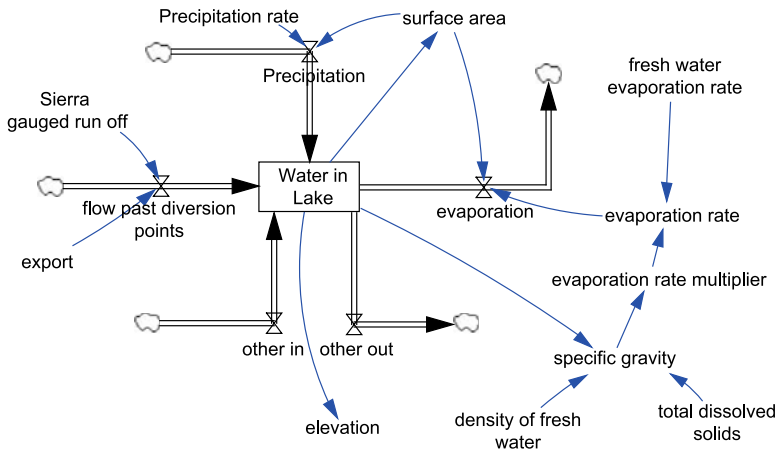 Precipitation rate
surface area
Precipitation
fresh water
evaporation rate
Sierra
gauged run off
Water in
Lake
flow past diversion
points
evaporation
evaporation rate
export
evaporation rate multiplier
other in
other out
specific gravity
elevation
density of fresh
water
total dissolved
solids